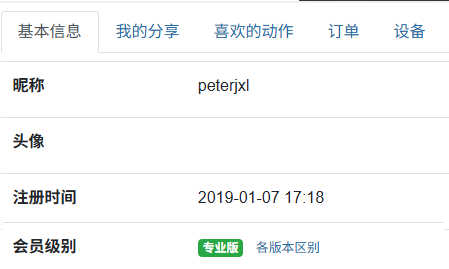 基本信息 我的分享 喜欢的动作 订单 设备
昵称 peterjxl
头像
注册时间 2019-01-07 17:18
会员级别 专业版 各版本区别